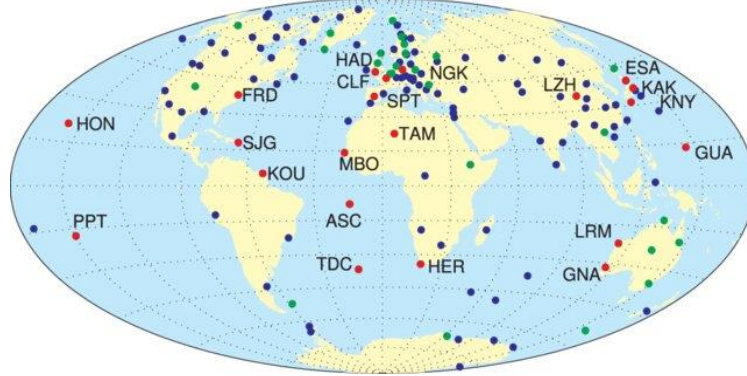 HAD
CLF
NGK
ESA
KAK
KNY
LZH
SPT
FRD
HON
TAM
SJG
MBO
GUA
KOU
PPT
ASC
LRM
TDC
HER
GNA